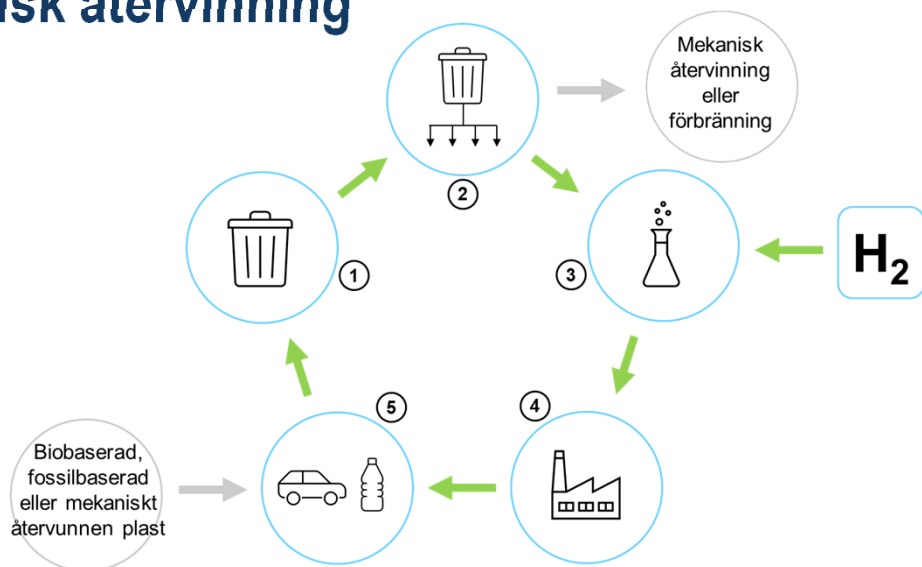 isk återvinning
Mekanisk
återvinning
eller
förbränning
2
1
3
H2
5
4
Biobaserad,
fossilbaserad
eller mekaniskt
återvunnen plast